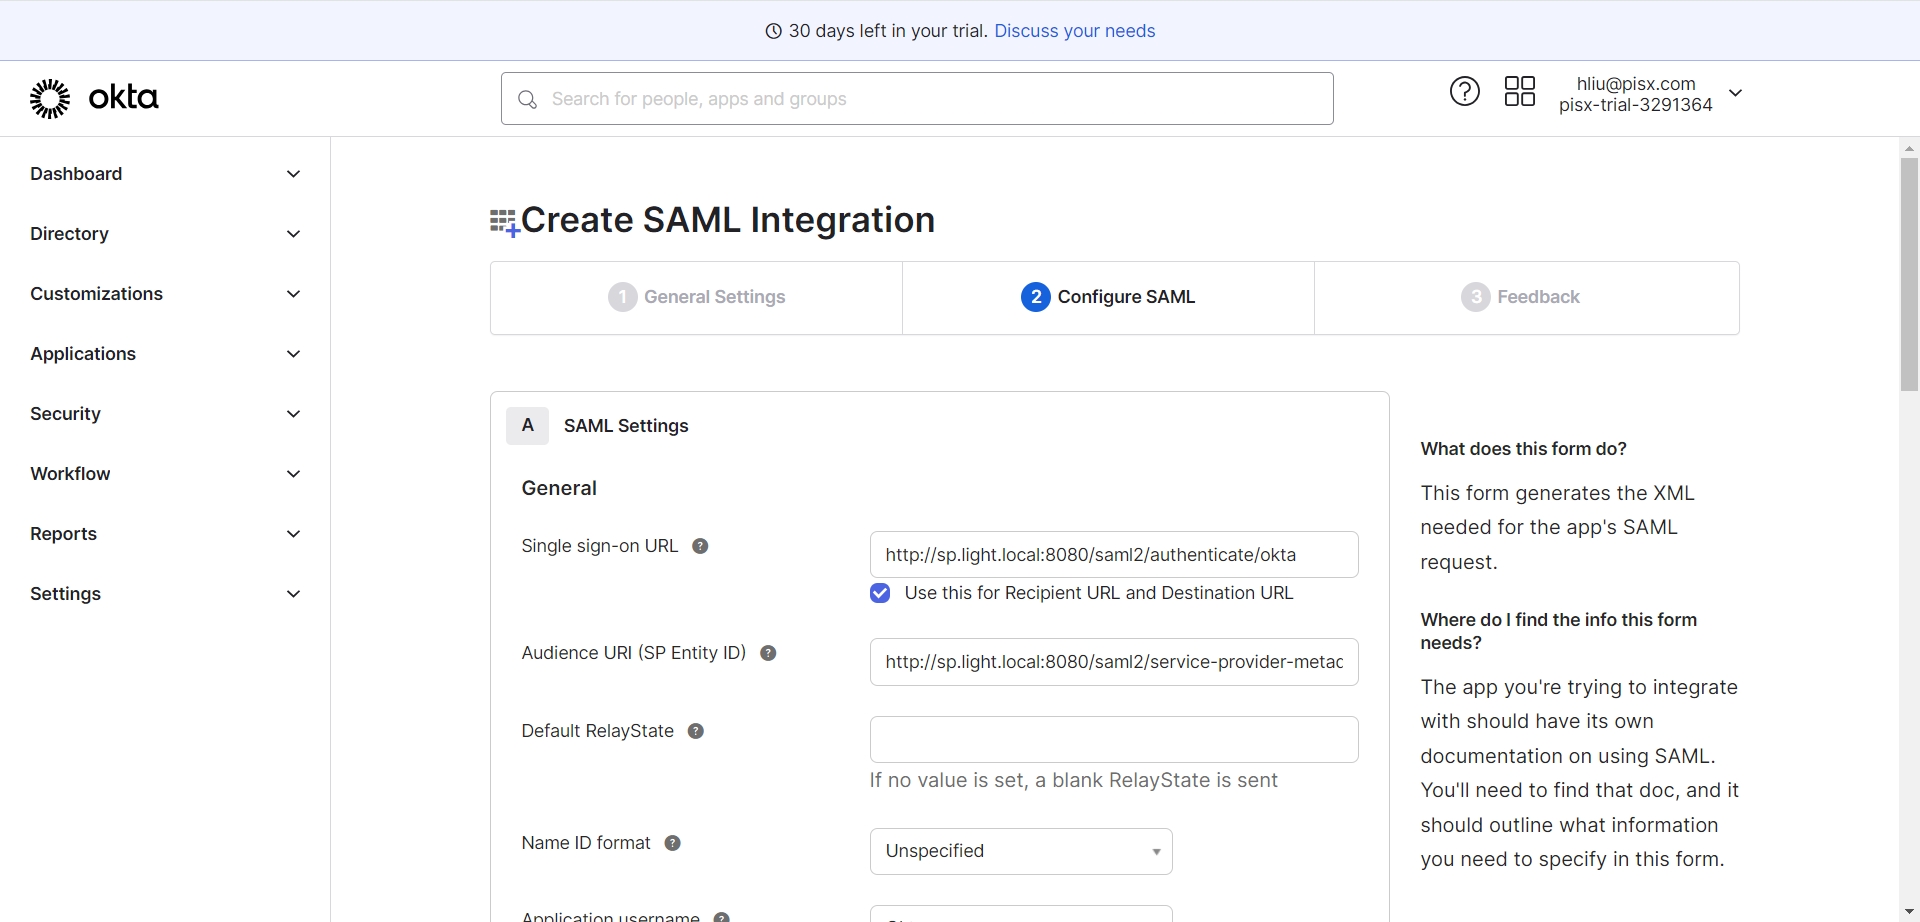 30 days left in your trial. Discuss your needs
okta
Search for people, apps and groups
hliu@pisx.com
pisx-trial-3291364
Dashboard
Directory
Customizations
Applications
Security
Workflow
Reports
Settings
Create SAML Integration
1 General Settings
2 Configure SAML
3 Feedback
A SAML Settings
General
Single sign-on URL ?
http://sp.light.local:8080/saml2/authenticate/okta
Use this for Recipient URL and Destination URL
Audience URI (SP Entity ID) ?
http://sp.light.local:8080/saml2/service-provider-metac
Default RelayState ?
If no value is set, a blank RelayState is sent
Name ID format ?
Unspecified
Application username ?
What does this form do?
This form generates the XML
needed for the app's SAML
request.
Where do I find the info this form
needs?
The app you're trying to integrate
with should have its own
documentation on using SAML.
You'll need to find that doc, and it
should outline what information
you need to specify in this form.